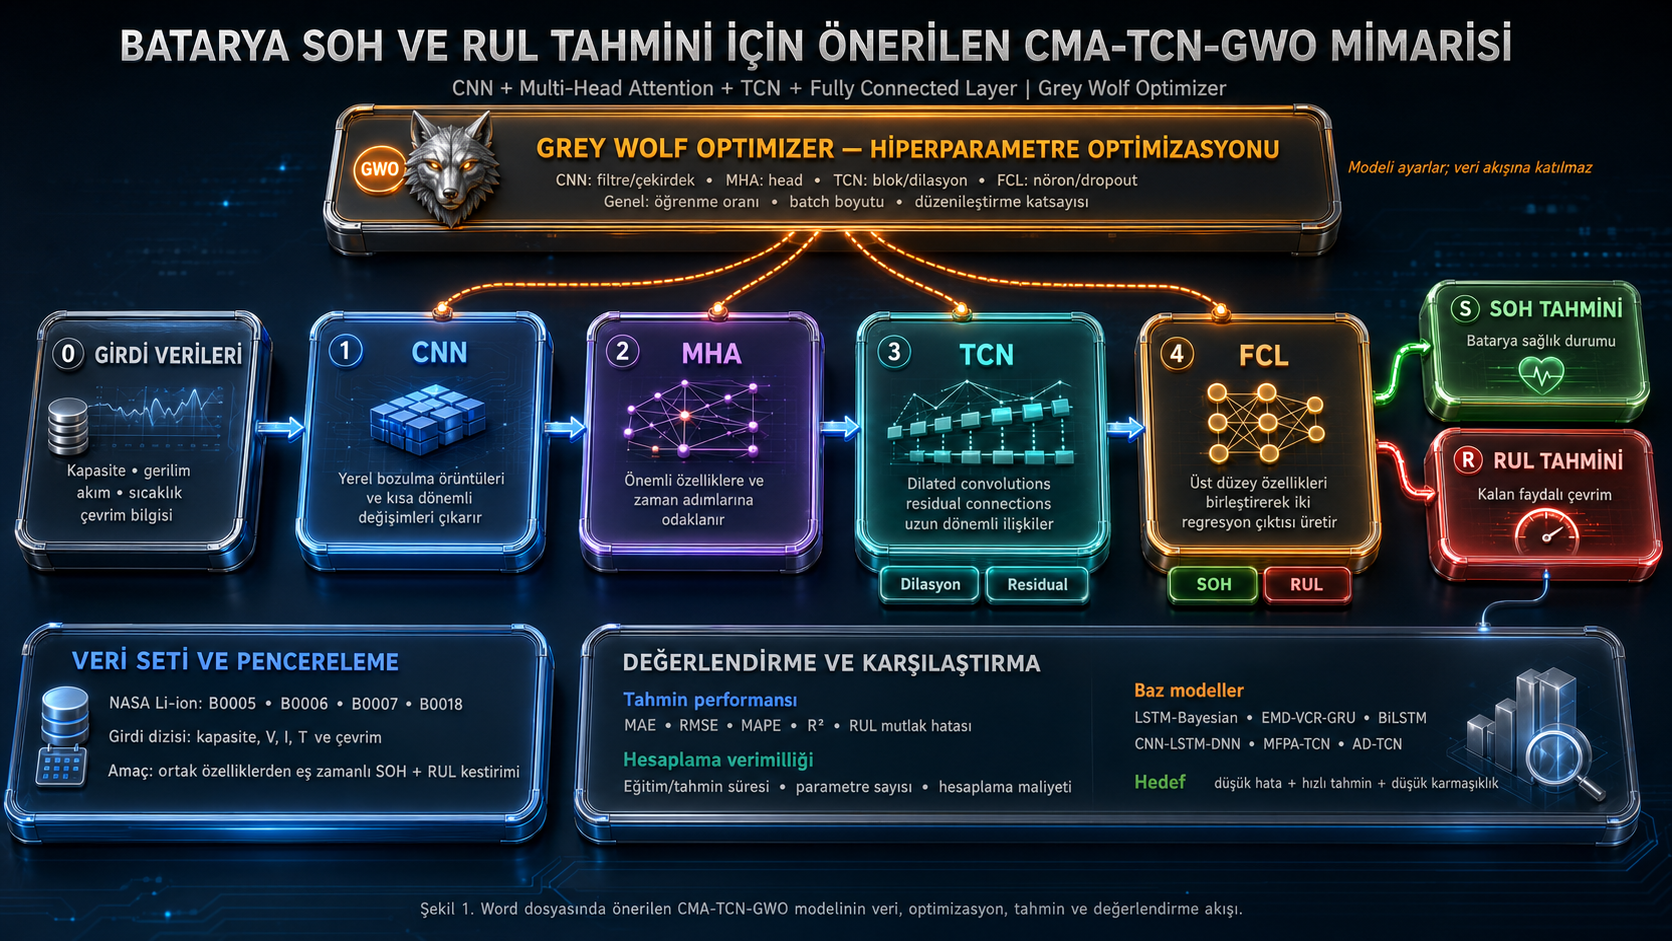 BATARYA SOH VE RUL TAHMİNİ İÇİN ÖNERİLEN CMA-TCN-GWO MİMARİSİ
CNN + Multi-Head Attention + TCN + Fully Connected Layer | Grey Wolf Optimizer
GWO
GREY WOLF OPTIMIZER — HİPERPARAMETRE OPTİMİZASYONU
CNN: filtre/çekirdek • MHA: head • TCN: blok/dilasyon • FCL: nöron/dropout
Genel: öğrenme oranı • batch boyutu • düzenileştirme katsayısı
Modeli ayarlar; veri akışına katılmaz
0 GİRDİ VERİLERİ
Kapasite • gerilim
akım • sıcaklık
çevrim bilgisi
1 CNN
Yerel bozulma örüntüleri
ve kısa dönemli
değişimleri çıkarır
2 MHA
Önemli özelliklere ve
zaman adımlarına
odaklanır
3 TCN
Dilated convolutions
residual connections
uzun dönemli ilişkiler
Dilasyon
Residual
4 FCL
Üst düzey özellikleri
birleştirerek iki
regresyon çıktısı üretir
SOH
RUL
S SOH TAHMİNİ
Batarya sağlık durumu
R RUL TAHMİNİ
Kalan faydalı çevrim
VERİ SETİ VE PENCERELEME
NASA Li-ion: B0005 • B0006 • B0007 • B0018
Girdi dizisi: kapasite, V, I, T ve çevrim
Amaç: ortak özelliklerden eş zamanlı SOH + RUL kestirimi
DEĞERLENDİRME VE KARŞILAŞTIRMA
Tahmin performansı
MAE • RMSE • MAPE • R² • RUL mutlak hatası
Hesaplama verimilliği
Eğitim/tahmin süresi • parametre sayısı • hesaplama maliyeti
Baz modeller
LSTM-Bayesian • EMD-VCR-GRU • BiLSTM
CNN-LSTM-DNN • MFPA-TCN • AD-TCN
Hedef düşük hata + hızlı tahmin + düşük karmaşıklık
Şekil 1. Word dosyasında önerilen CMA-TCN-GWO modelinin veri, optimizasyon, tahmin ve değerlendirme akışı.